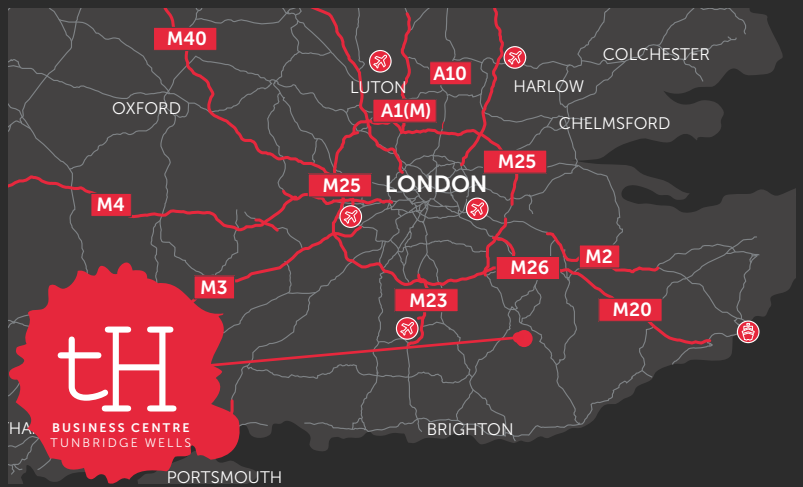 M40
COLCHESTER
A10
LUTON
HARLOW
OXFORD
A1(M)
CHELMSFORD
M25
M25
LONDON
M4
M2
M26
M3
M23
M20
tH
BUSINESS CENTRE
TUNBRIDGE WELLS
BRIGHTON
PORTSMOUTH